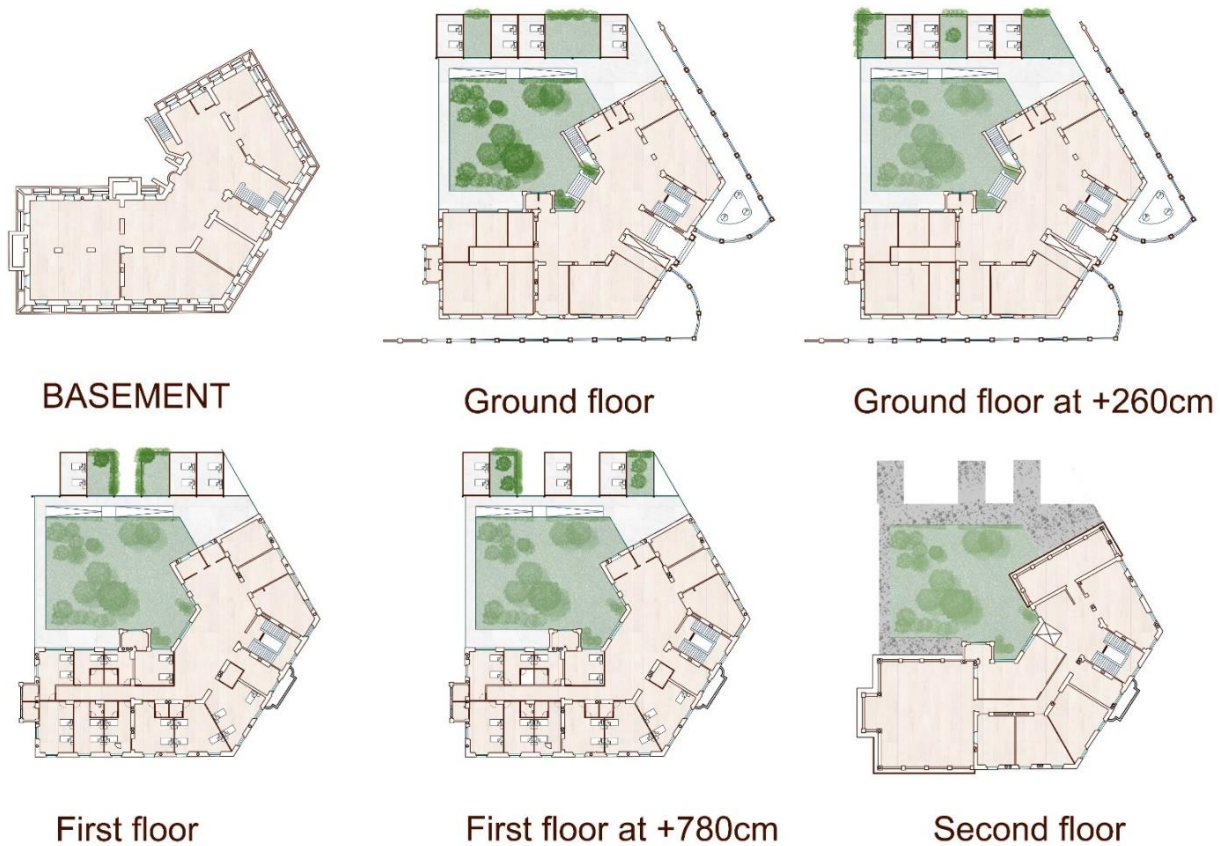 BASEMENT
Ground floor
Ground floor at +260cm
First floor
First floor at +780cm
Second floor